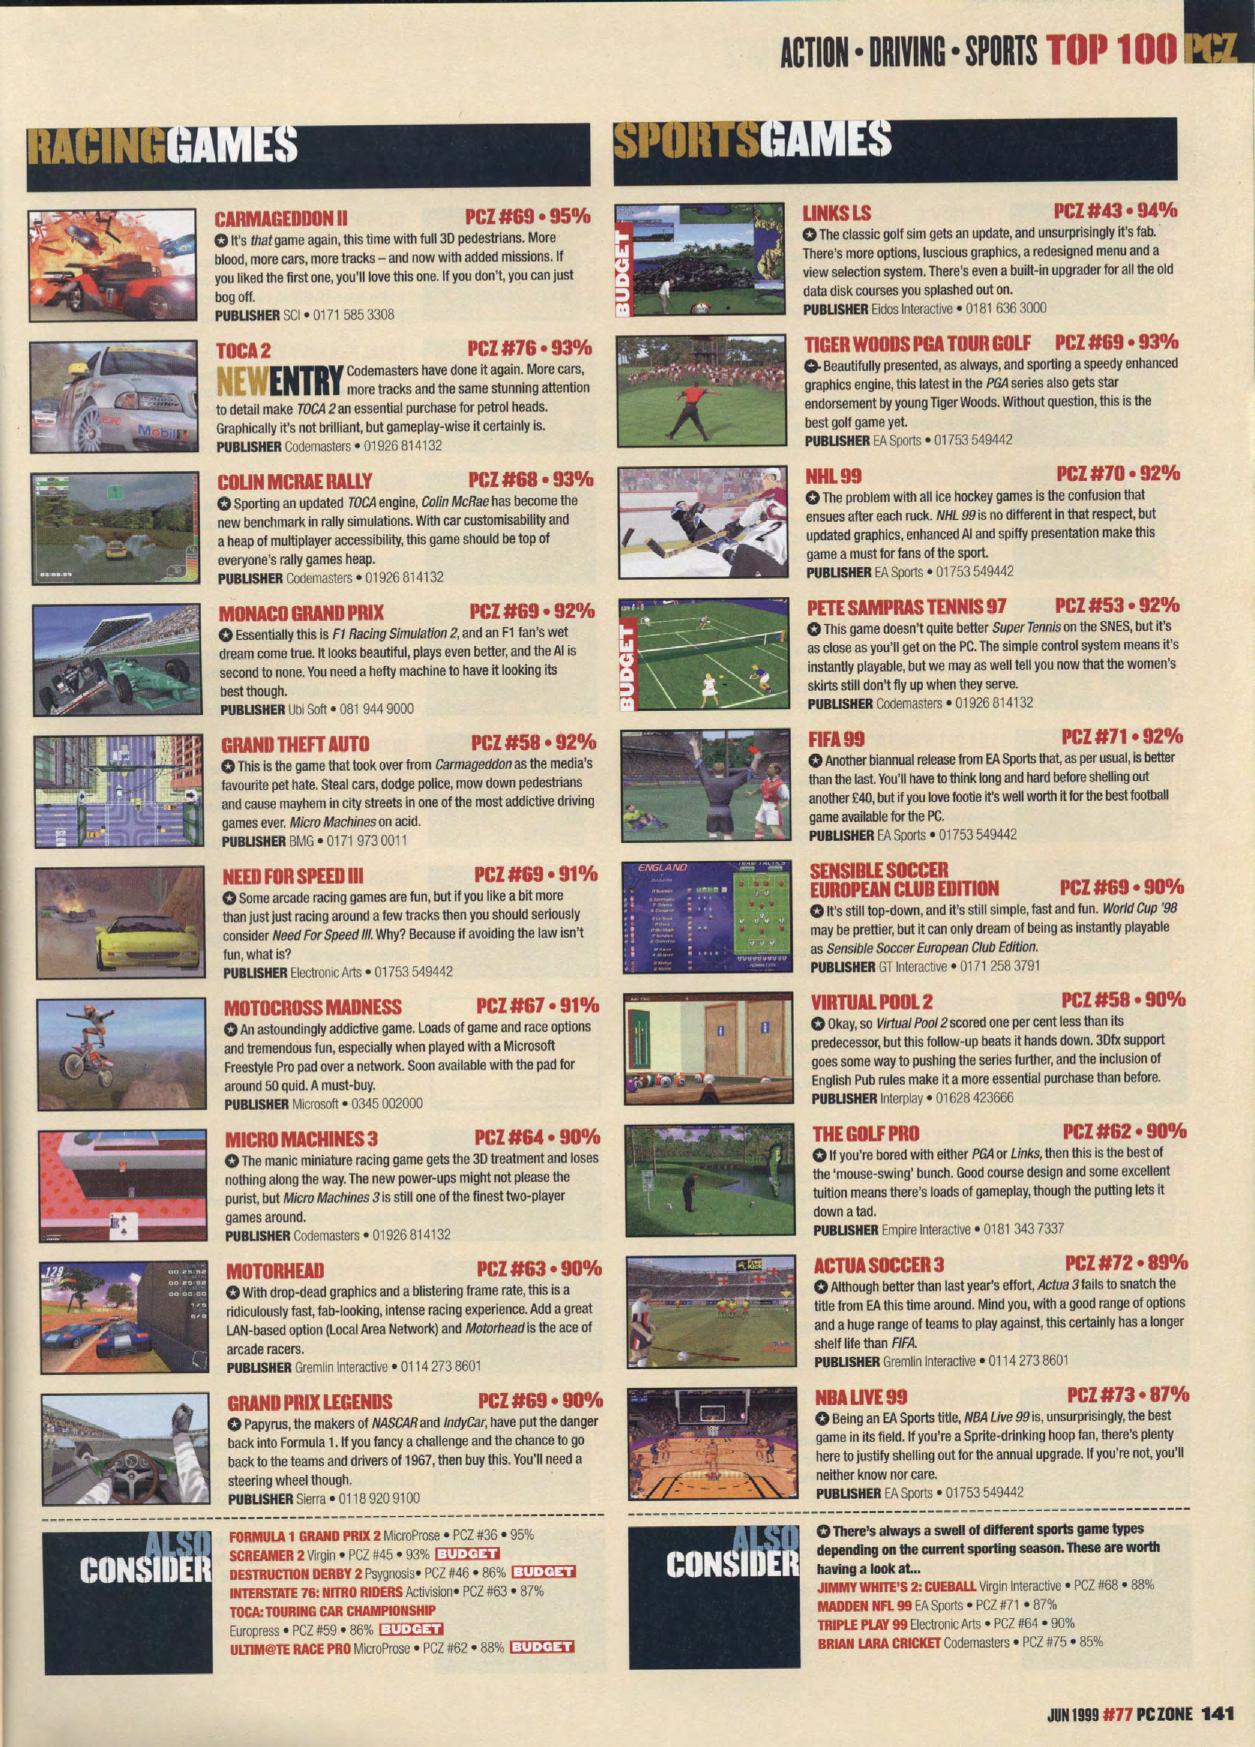 ACTION • DRIVING • SPORTS TOP 100 PCZ
RACINGGAMES
CARMAGEDDON II PCZ #69 • 95%
It's that game again, this time with full 3D pedestrians. More
blood, more cars, more tracks – and now with added missions. If
you liked the first one, you'll love this one. If you don't, you can just
bog off.
PUBLISHER SCI • 0171 585 3308
TOCA 2 PCZ #76 • 93%
NEWENTRY Codemasters have done it again. More cars,
more tracks and the same stunning attention
to detail make TOCA 2 an essential purchase for petrol heads.
Graphically it's not brilliant, but gameplay-wise it certainly is.
PUBLISHER Codemasters • 01926 814132
COLIN MCRAE RALLY PCZ #68 • 93%
Sporting an updated TOCA engine, Colin McRae has become the
new benchmark in rally simulations. With car customisability and
a heap of multiplayer accessibility, this game should be top of
everyone's rally games heap.
PUBLISHER Codemasters • 01926 814132
MONACO GRAND PRIX PCZ #69 • 92%
Essentially this is F1 Racing Simulation 2, and an F1 fan's wet
dream come true. It looks beautiful, plays even better, and the AI is
second to none. You need a hefty machine to have it looking its
best though.
PUBLISHER Ubi Soft • 081 944 9000
GRAND THEFT AUTO PCZ #58 • 92%
This is the game that took over from Carmageddon as the media's
favourite pet hate. Steal cars, dodge police, mow down pedestrians
and cause mayhem in city streets in one of the most addictive driving
games ever. Micro Machines on acid.
PUBLISHER BMG • 0171 973 0011
NEED FOR SPEED III PCZ #69 • 91%
Some arcade racing games are fun, but if you like a bit more
than just just racing around a few tracks then you should seriously
consider Need For Speed III. Why? Because if avoiding the law isn't
fun, what is?
PUBLISHER Electronic Arts • 01753 549442
MOTOCROSS MADNESS PCZ #67 • 91%
An astoundingly addictive game. Loads of game and race options
and tremendous fun, especially when played with a Microsoft
Freestyle Pro pad over a network. Soon available with the pad for
around 50 quid. A must-buy.
PUBLISHER Microsoft • 0345 002000
MICRO MACHINES 3 PCZ #64 • 90%
The manic miniature racing game gets the 3D treatment and loses
nothing along the way. The new power-ups might not please the
purist, but Micro Machines 3 is still one of the finest two-player
games around.
PUBLISHER Codemasters • 01926 814132
MOTORHEAD PCZ #63 • 90%
With drop-dead graphics and a blistering frame rate, this is a
ridiculously fast, fab-looking, intense racing experience. Add a great
LAN-based option (Local Area Network) and Motorhead is the ace of
arcade racers.
PUBLISHER Gremlin Interactive • 0114 273 8601
GRAND PRIX LEGENDS PCZ #69 • 90%
Papyrus, the makers of NASCAR and IndyCar, have put the danger
back into Formula 1. If you fancy a challenge and the chance to go
back to the teams and drivers of 1967, then buy this. You'll need a
steering wheel though.
PUBLISHER Sierra • 0118 920 9100
ALSO
CONSIDER
FORMULA 1 GRAND PRIX 2 MicroProse • PCZ #36 • 95%
SCREAMER 2 Virgin • PCZ #45 • 93% BUDGET
DESTRUCTION DERBY 2 Psygnosis • PCZ #46 • 86% BUDGET
INTERSTATE 76: NITRO RIDERS Activision • PCZ #63 • 87%
TOCA: TOURING CAR CHAMPIONSHIP
Europress • PCZ #59 • 86% BUDGET
ULTIM@TE RACE PRO MicroProse • PCZ #62 • 88% BUDGET
SPORTSGAMES
BUDGET
LINKS LS PCZ #43 • 94%
The classic golf sim gets an update, and unsurprisingly it's fab.
There's more options, luscious graphics, a redesigned menu and a
view selection system. There's even a built-in upgrader for all the old
data disk courses you splashed out on.
PUBLISHER Eidos Interactive • 0181 636 3000
TIGER WOODS PGA TOUR GOLF PCZ #69 • 93%
Beautifully presented, as always, and sporting a speedy enhanced
graphics engine, this latest in the PGA series also gets star
endorsement by young Tiger Woods. Without question, this is the
best golf game yet.
PUBLISHER EA Sports • 01753 549442
NHL 99 PCZ #70 • 92%
The problem with all ice hockey games is the confusion that
ensues after each ruck. NHL 99 is no different in that respect, but
updated graphics, enhanced AI and spiffy presentation make this
game a must for fans of the sport.
PUBLISHER EA Sports • 01753 549442
BUDGET
PETE SAMPRAS TENNIS 97 PCZ #53 • 92%
This game doesn't quite better Super Tennis on the SNES, but it's
as close as you'll get on the PC. The simple control system means it's
instantly playable, but we may as well tell you now that the women's
skirts still don't fly up when they serve.
PUBLISHER Codemasters • 01926 814132
FIFA 99 PCZ #71 • 92%
Another biannual release from EA Sports that, as per usual, is better
than the last. You'll have to think long and hard before shelling out
another £40, but if you love footie it's well worth it for the best football
game available for the PC.
PUBLISHER EA Sports • 01753 549442
ENGLAND
SENSIBLE SOCCER
EUROPEAN CLUB EDITION PCZ #69 • 90%
It's still top-down, and it's still simple, fast and fun. World Cup '98
may be prettier, but it can only dream of being as instantly playable
as Sensible Soccer European Club Edition.
PUBLISHER GT Interactive • 0171 258 3791
VIRTUAL POOL 2 PCZ #58 • 90%
Okay, so Virtual Pool 2 scored one per cent less than its
predecessor, but this follow-up beats it hands down. 3Dfx support
goes some way to pushing the series further, and the inclusion of
English Pub rules make it a more essential purchase than before.
PUBLISHER Interplay • 01628 423666
THE GOLF PRO PCZ #62 • 90%
If you're bored with either PGA or Links, then this is the best of
the 'mouse-swing' bunch. Good course design and some excellent
tuition means there's loads of gameplay, though the putting lets it
down a tad.
PUBLISHER Empire Interactive • 0181 343 7337
ACTUA SOCCER 3 PCZ #72 • 89%
Although better than last year's effort, Actua 3 fails to snatch the
title from EA this time around. Mind you, with a good range of options
and a huge range of teams to play against, this certainly has a longer
shelf life than FIFA.
PUBLISHER Gremlin Interactive • 0114 273 8601
NBA LIVE 99 PCZ #73 • 87%
Being an EA Sports title, NBA Live 99 is, unsurprisingly, the best
game in its field. If you're a Sprite-drinking hoop fan, there's plenty
here to justify shelling out for the annual upgrade. If you're not, you'll
neither know nor care.
PUBLISHER EA Sports • 01753 549442
ALSO
CONSIDER
There's always a swell of different sports game types
depending on the current sporting season. These are worth
having a look at...
JIMMY WHITE'S 2: CUEBALL Virgin Interactive • PCZ #68 • 88%
MADDEN NFL 99 EA Sports • PCZ #71 • 87%
TRIPLE PLAY 99 Electronic Arts • PCZ #64 • 90%
BRIAN LARA CRICKET Codemasters • PCZ #75 • 85%
JUN 1999 #77 PC ZONE 141